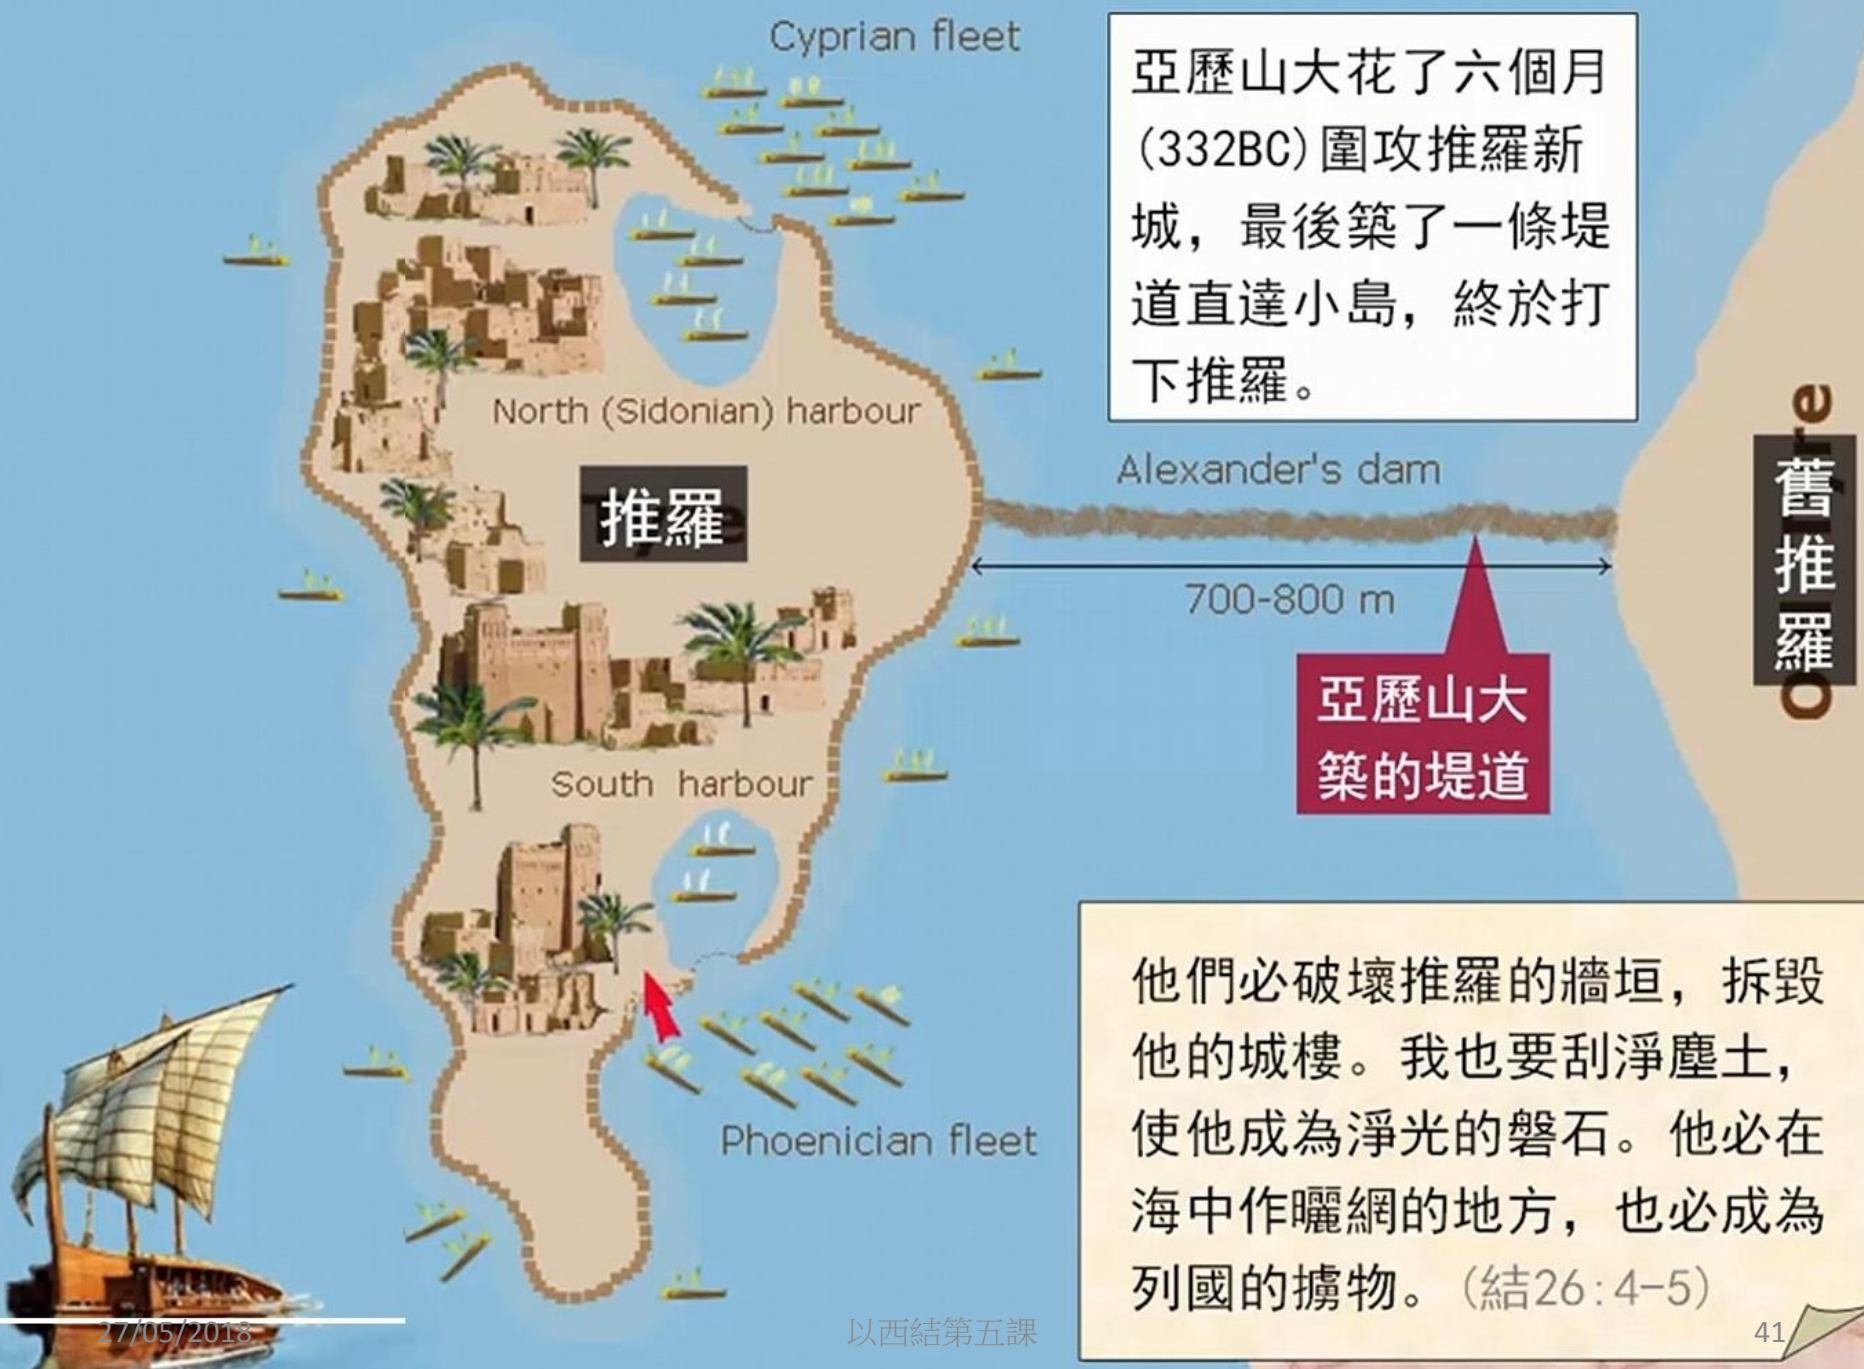 Cyprian fleet
亞歷山大花了六個月
(332BC)圍攻推羅新
城，最後築了一條堤
道直達小島，終於打
下推羅。
North (Sidonian) harbour
推羅
Alexander's dam
700-800 m
亞歷山大
築的堤道
舊推羅
South harbour
Phoenician fleet
他們必破壞推羅的牆垣，拆毀
他的城樓。我也要刮淨塵土，
使他成為淨光的磐石。他必在
海中作曬網的地方，也必成為
列國的擄物。(結26:4-5)
27/05/2018
以西結第五課
41